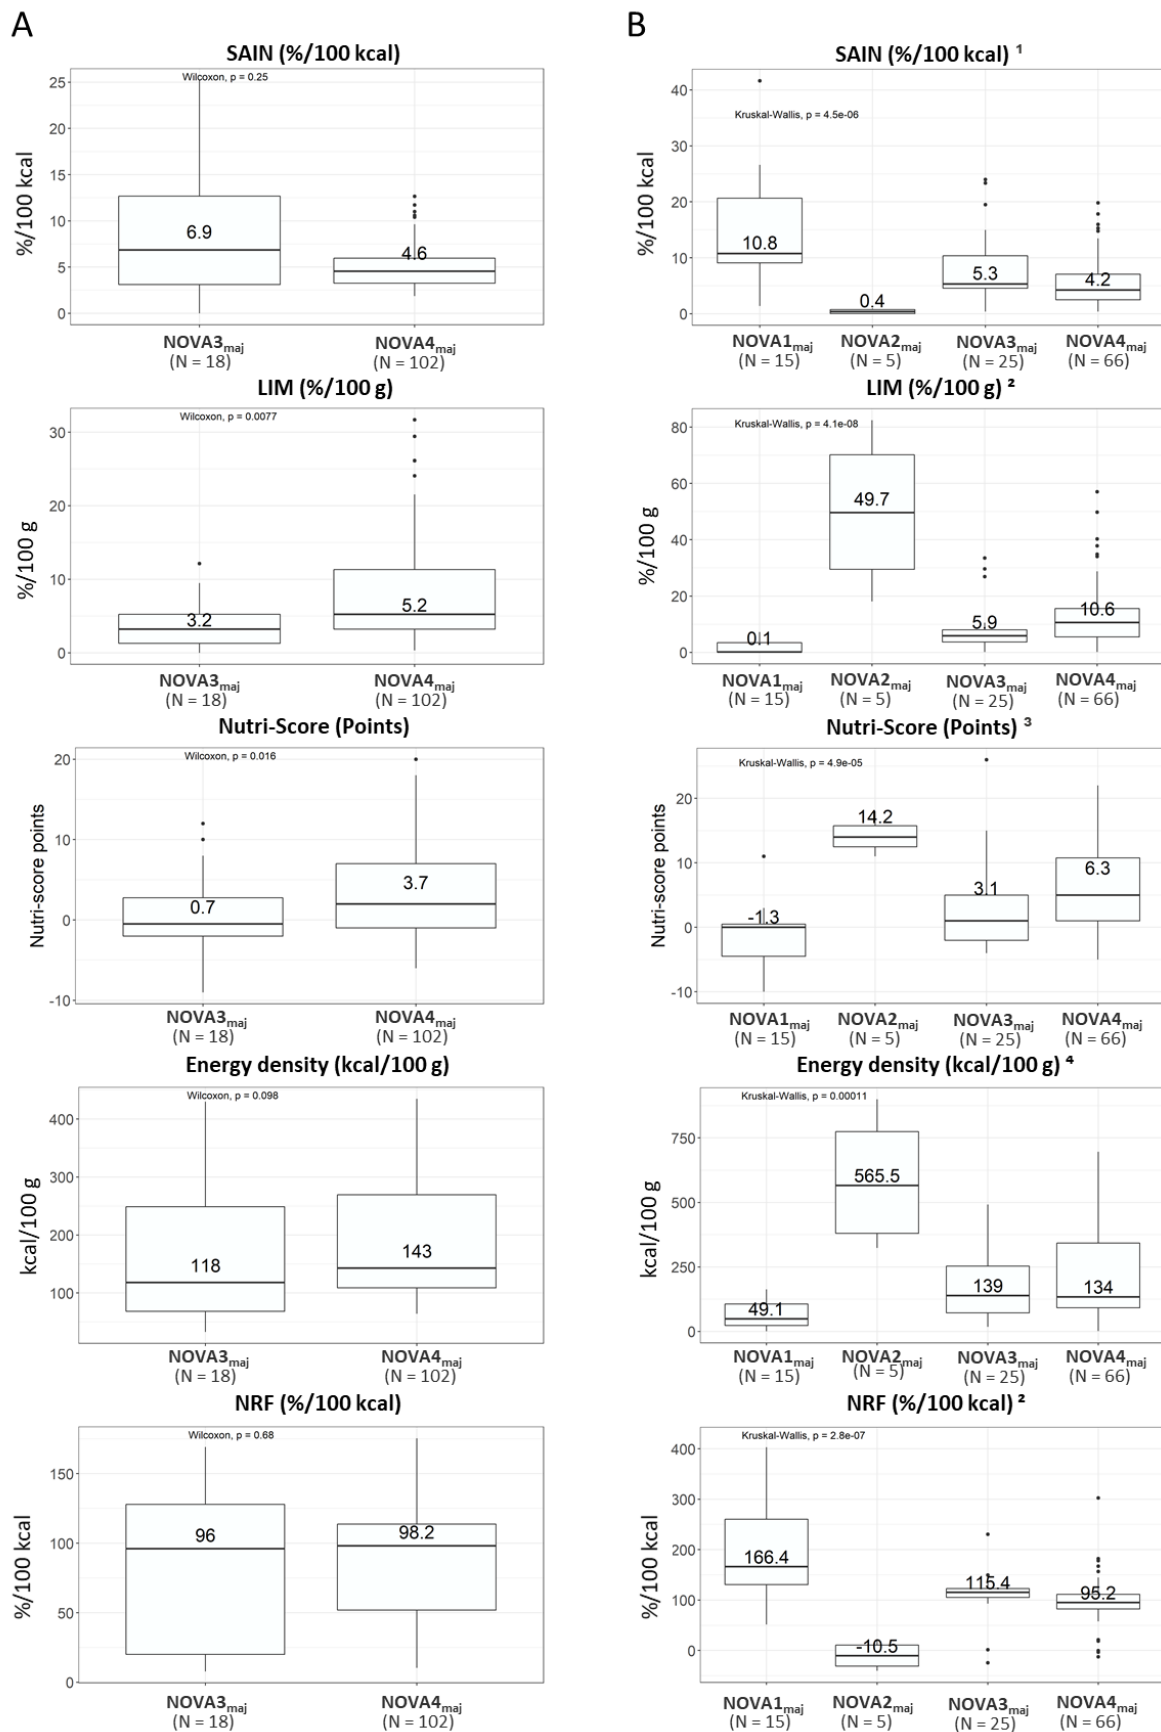 A
SAIN (%/100 kcal)
Wilcoxon, p = 0.25
%/100 kcal
25
20
15
10
5
0
6.9
4.6
NOVA3maj
(N = 18)
NOVA4maj
(N = 102)
LIM (%/100 g)
Wilcoxon, p = 0.0077
%/100 g
30
20
10
0
3.2
5.2
NOVA3maj
(N = 18)
NOVA4maj
(N = 102)
Nutri-Score (Points)
Wilcoxon, p = 0.016
Nutri-score points
20
10
0
-10
0.7
3.7
NOVA3maj
(N = 18)
NOVA4maj
(N = 102)
Energy density (kcal/100 g)
Wilcoxon, p = 0.098
kcal/100 g
400
300
200
100
118
143
NOVA3maj
(N = 18)
NOVA4maj
(N = 102)
NRF (%/100 kcal)
Wilcoxon, p = 0.68
%/100 kcal
150
100
50
0
96
98.2
NOVA3maj
(N = 18)
NOVA4maj
(N = 102)
B
SAIN (%/100 kcal) ¹
Kruskal-Wallis, p = 4.5e-06
%/100 kcal
40
30
20
10
0
10.8
0.4
5.3
4.2
NOVA1maj
(N = 15)
NOVA2maj
(N = 5)
NOVA3maj
(N = 25)
NOVA4maj
(N = 66)
LIM (%/100 g) ²
Kruskal-Wallis, p = 4.1e-08
%/100 g
80
60
40
20
0
0.1
49.7
5.9
10.6
NOVA1maj
(N = 15)
NOVA2maj
(N = 5)
NOVA3maj
(N = 25)
NOVA4maj
(N = 66)
Nutri-Score (Points) ³
Kruskal-Wallis, p = 4.9e-05
Nutri-score points
20
10
0
-10
-1.3
14.2
3.1
6.3
NOVA1maj
(N = 15)
NOVA2maj
(N = 5)
NOVA3maj
(N = 25)
NOVA4maj
(N = 66)
Energy density (kcal/100 g) ⁴
Kruskal-Wallis, p = 0.00011
kcal/100 g
750
500
250
0
49.1
565.5
139
134
NOVA1maj
(N = 15)
NOVA2maj
(N = 5)
NOVA3maj
(N = 25)
NOVA4maj
(N = 66)
NRF (%/100 kcal) ²
Kruskal-Wallis, p = 2.8e-07
%/100 kcal
400
300
200
100
0
166.4
-10.5
115.4
95.2
NOVA1maj
(N = 15)
NOVA2maj
(N = 5)
NOVA3maj
(N = 25)
NOVA4maj
(N = 66)